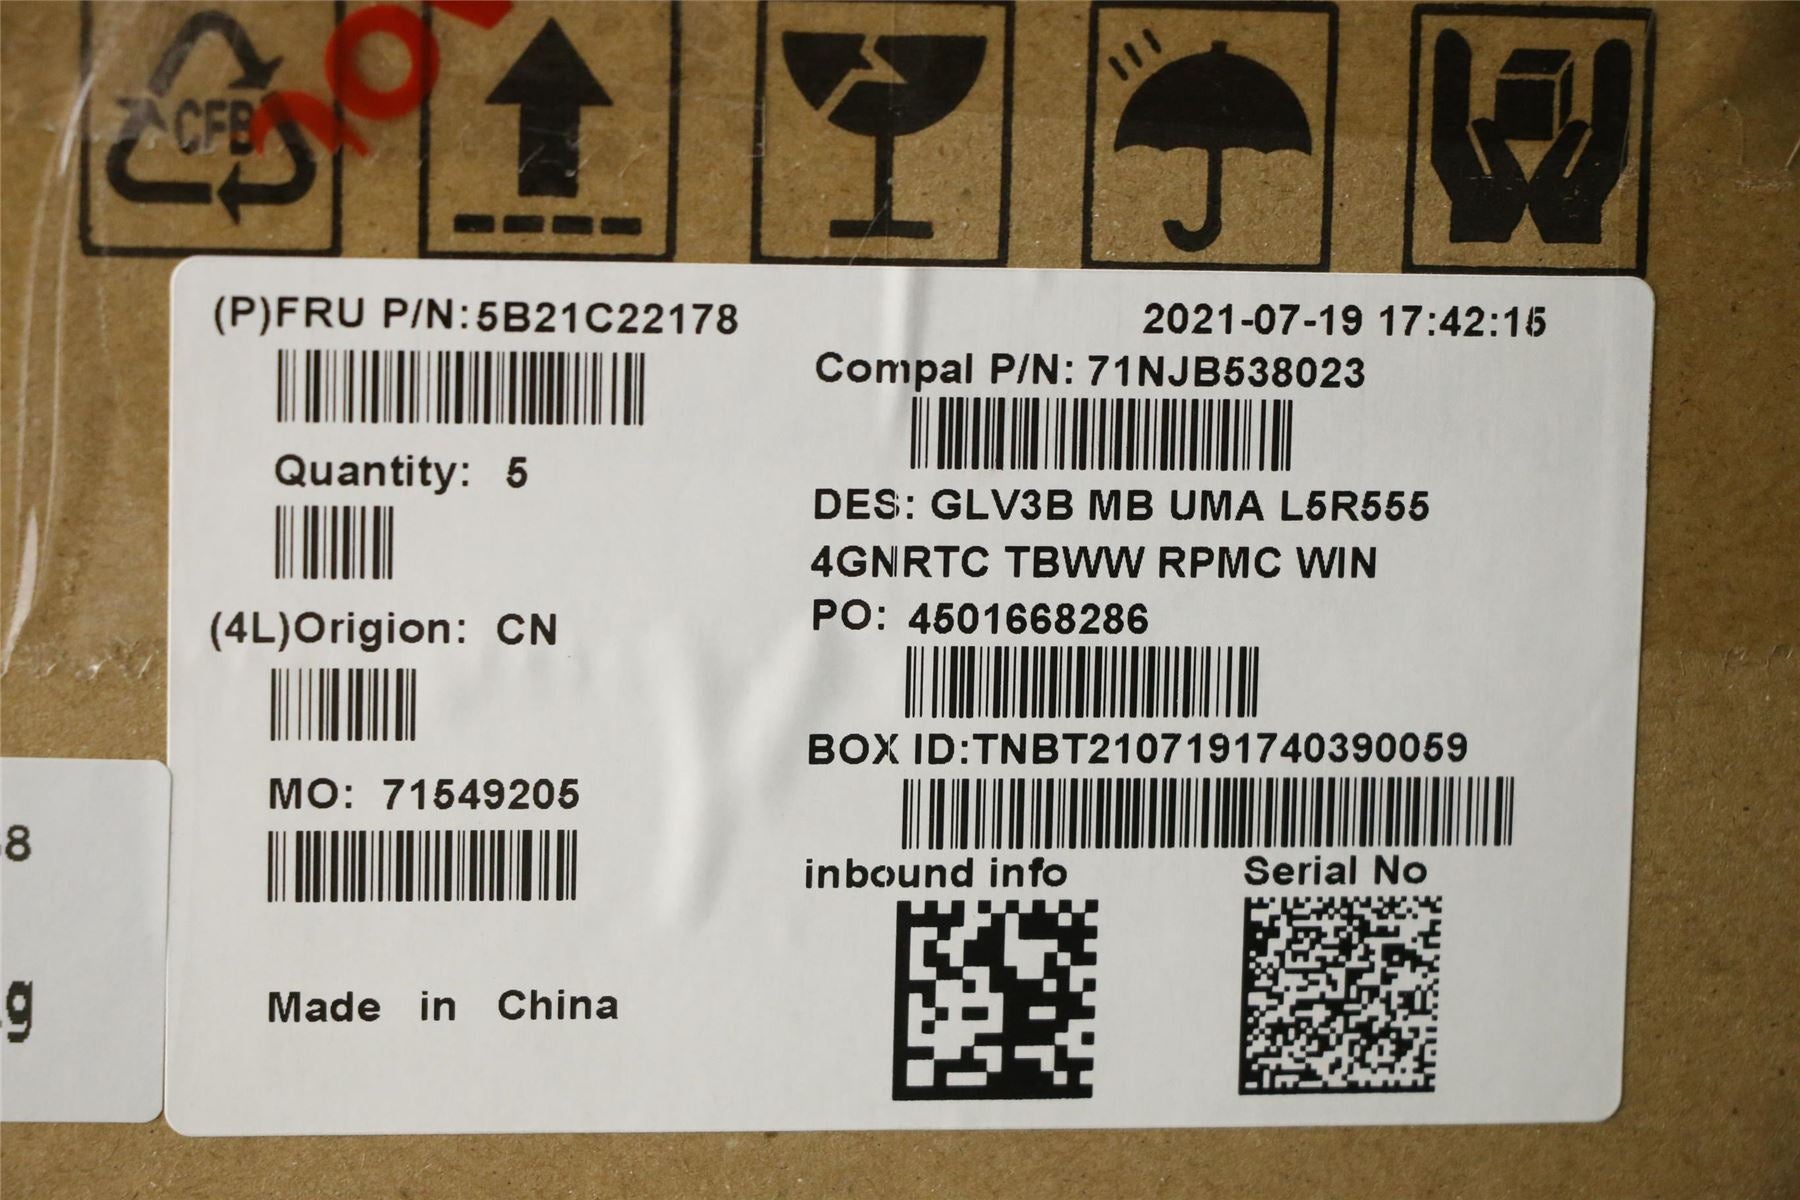 CFB
(P)FRU P/N:5B21C22178
2021-07-19 17:42:15
Compal P/N: 71NJB538023
Quantity: 5
DES: GLV3B MB UMA L5R555
4GNRTC TBWW RPMC WIN
(4L)Origion: CN
PO: 4501668286
BOX ID:TNBT2107191740390059
MO: 71549205
inbound info
Serial No
Made in China
-8
g